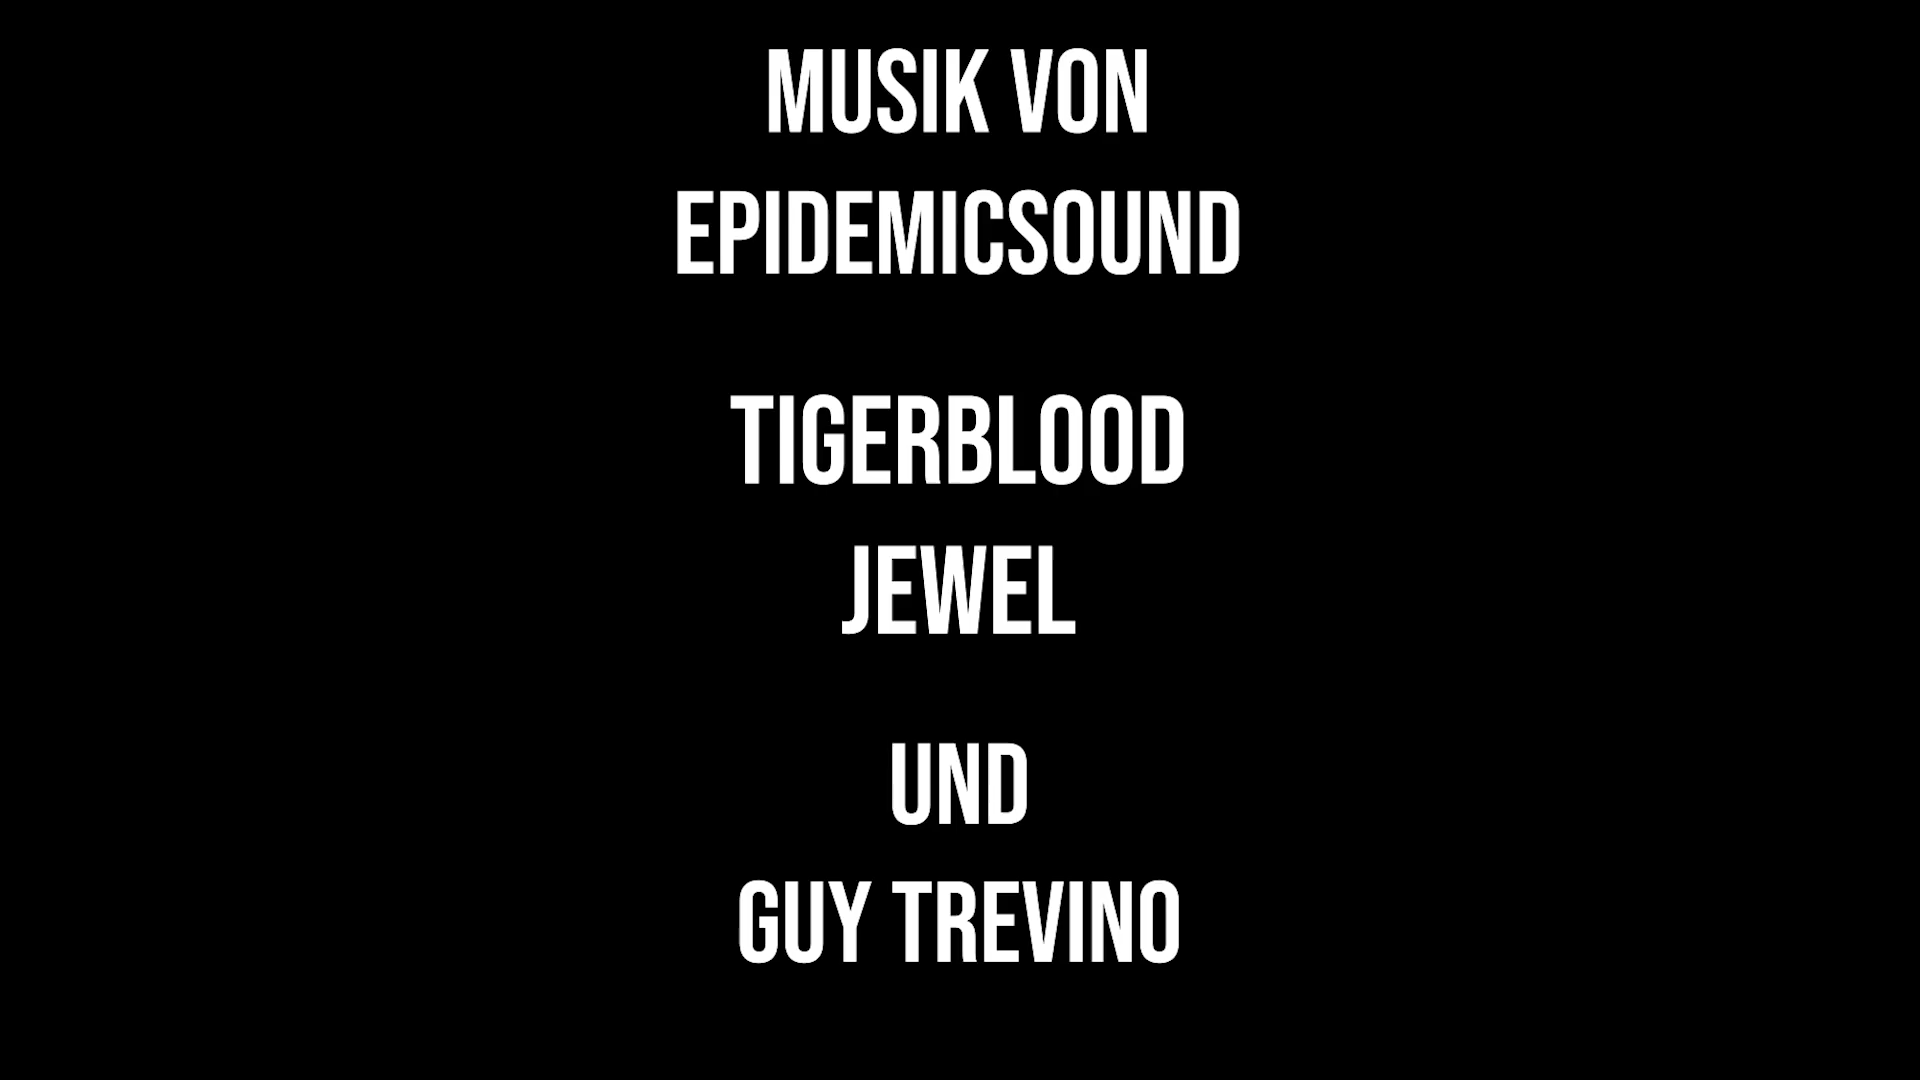 MUSIK VON
EPIDEMICSOUND
TIGERBLOOD
JEWEL
UND
GUY TREVINO